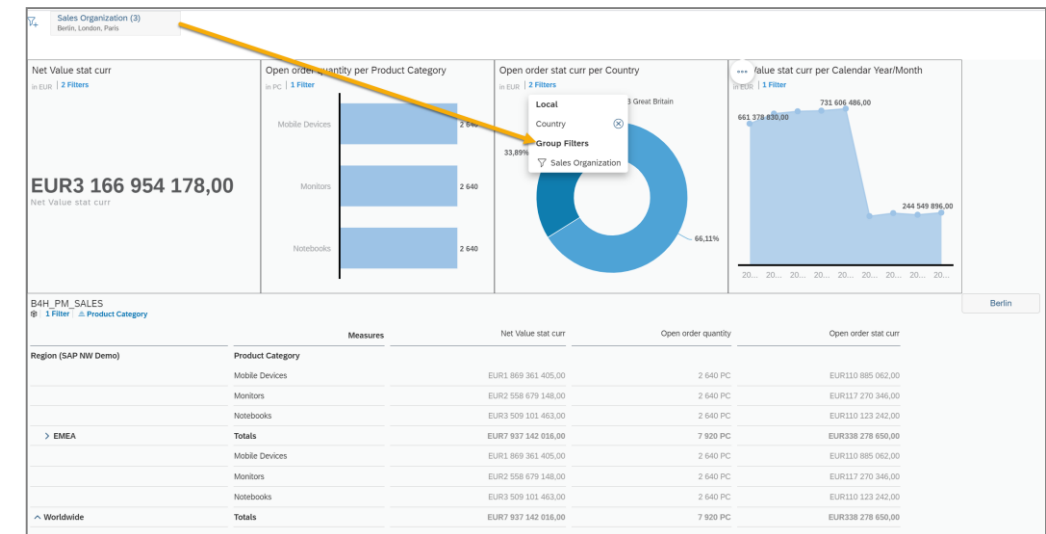 Sales Organization (3)
Berlin, London, Paris
Net Value stat curr
in EUR | 2 Filters
EUR3 166 954 178,00
Net Value stat curr
Open order quantity per Product Category
in PC | 1 Filter
Mobile Devices
2 640
Monitors
2 640
Notebooks
2 640
Open order stat curr per Country
in EUR | 2 Filters
Great Britain
33,89%
66,11%
Local
Country
Group Filters
Sales Organization
... Value stat curr per Calendar Year/Month
in EUR | 1 Filter
661 378 830,00
731 606 486,00
244 549 896,00
20... 20... 20... 20... 20... 20... 20... 20... 20...
B4H_PM_SALES
1 Filter | Product Category
Berlin
Measures Net Value stat curr Open order quantity Open order stat curr
Region (SAP NW Demo) Product Category
Mobile Devices EUR1 869 361 405,00 2 640 PC EUR110 885 062,00
Monitors EUR2 558 679 148,00 2 640 PC EUR117 270 346,00
Notebooks EUR3 509 101 463,00 2 640 PC EUR110 123 242,00
EMEA Totals EUR7 937 142 016,00 7 920 PC EUR338 278 650,00
Mobile Devices EUR1 869 361 405,00 2 640 PC EUR110 885 062,00
Monitors EUR2 558 679 148,00 2 640 PC EUR117 270 346,00
Notebooks EUR3 509 101 463,00 2 640 PC EUR110 123 242,00
Worldwide Totals EUR7 937 142 016,00 7 920 PC EUR338 278 650,00